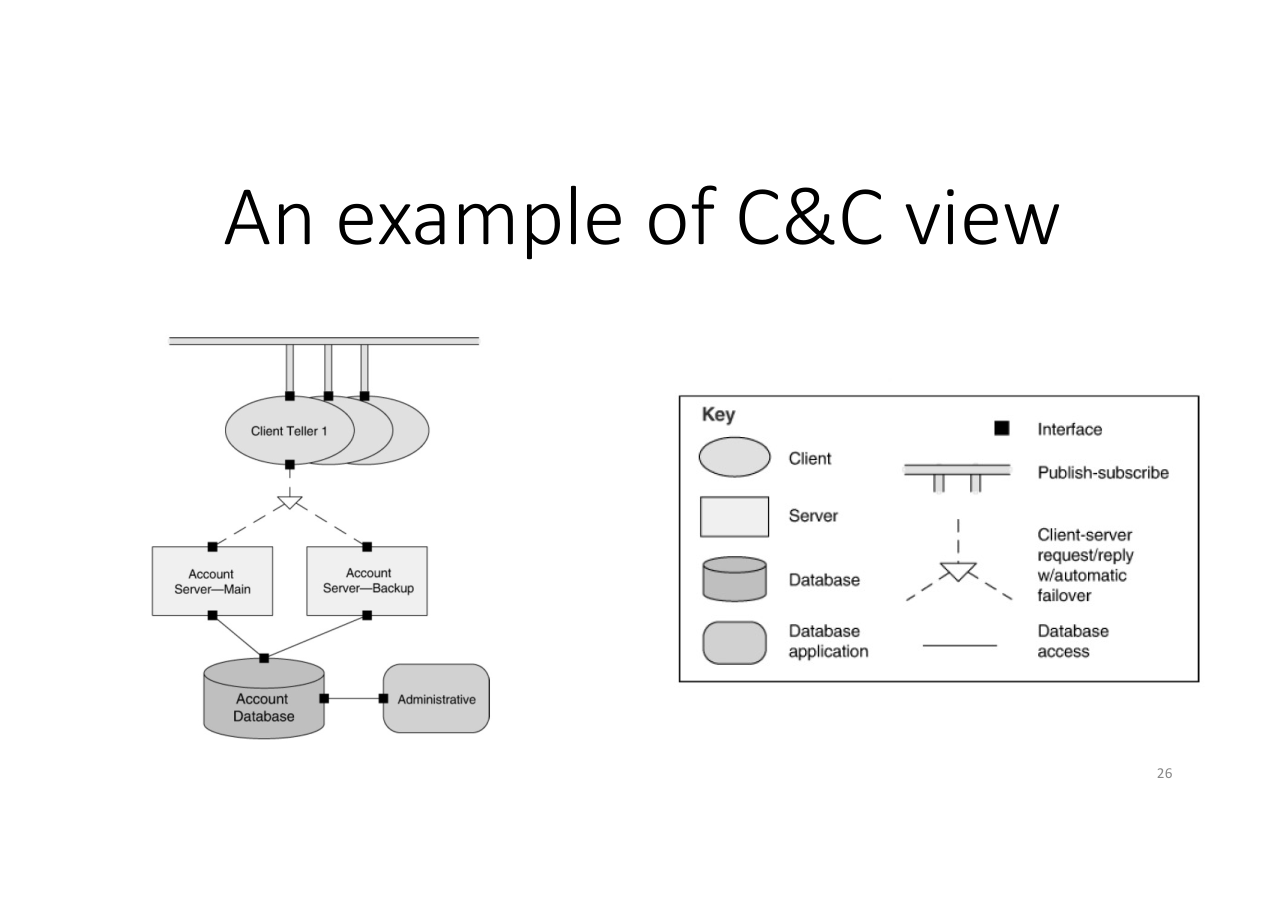 An example of C&C view
Client Teller 1
Account
Server—Main
Account
Server—Backup
Account
Database
Administrative
Key
Client
Server
Database
Database
application
Interface
Publish-subscribe
Client-server
request/reply
w/automatic
failover
Database
access
26